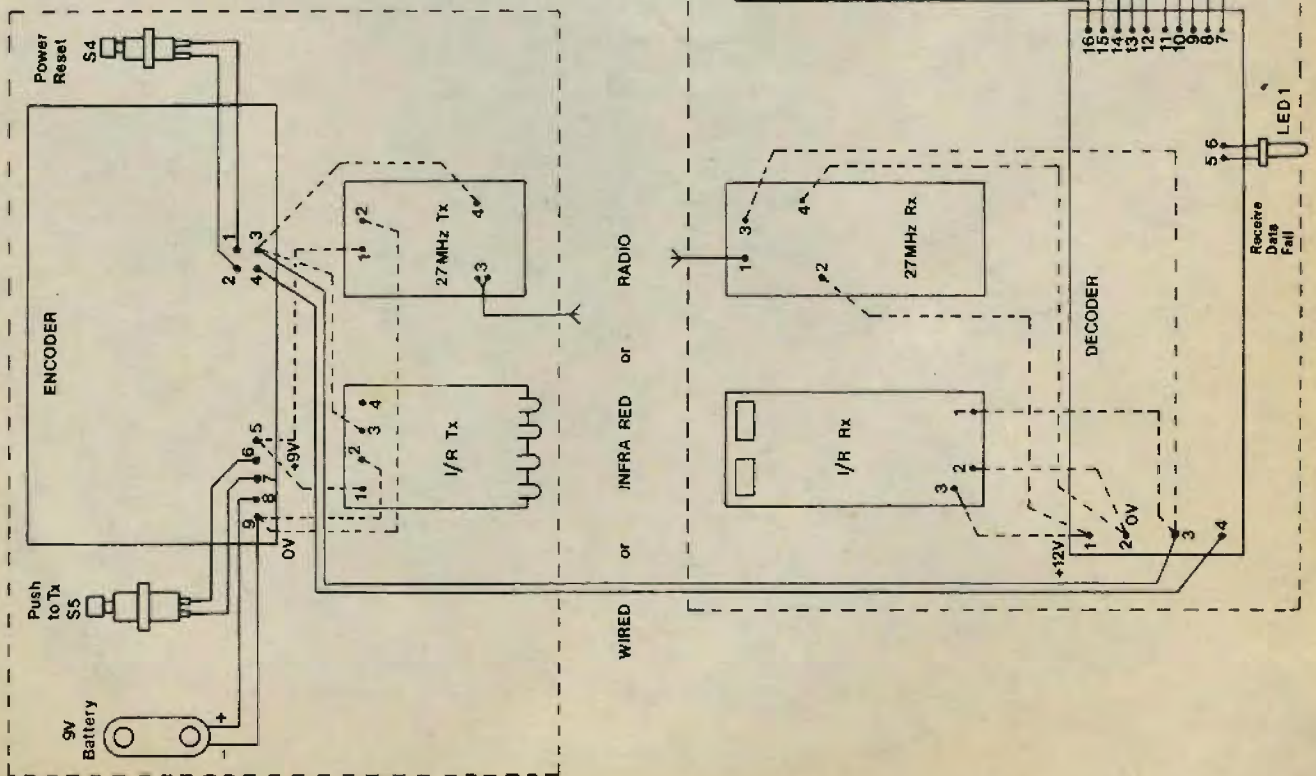 Power
Reset
S4
ENCODER
1
2
3
4
5
6
7
8
9
+9V
0V
Push
to Tx
S5
9V
Battery
+
-
27MHz Tx
1
2
3
4
I/R Tx
1
2
3
4
WIRED or INFRA RED or RADIO
27MHz Rx
1
2
3
4
I/R Rx
1
2
3
DECODER
+12V
1
2
0V
3
4
5
6
16
15
14
13
12
11
10
9
8
7
LED 1
Receive
Data
Fail